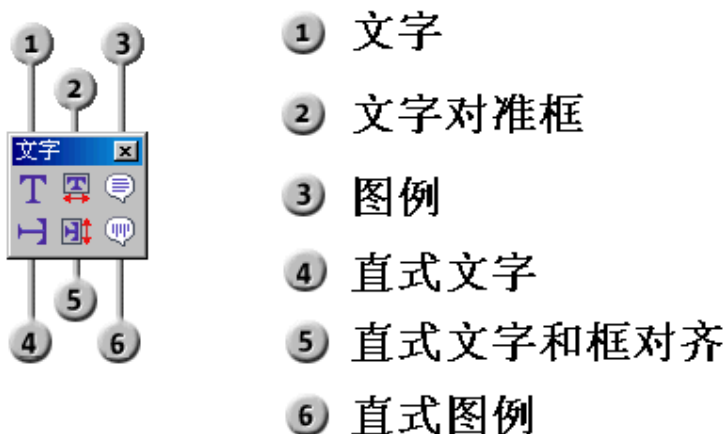 1 3
2
文字
5
4 6
1 文字
2 文字对准框
3 图例
4 直式文字
5 直式文字和框对齐
6 直式图例